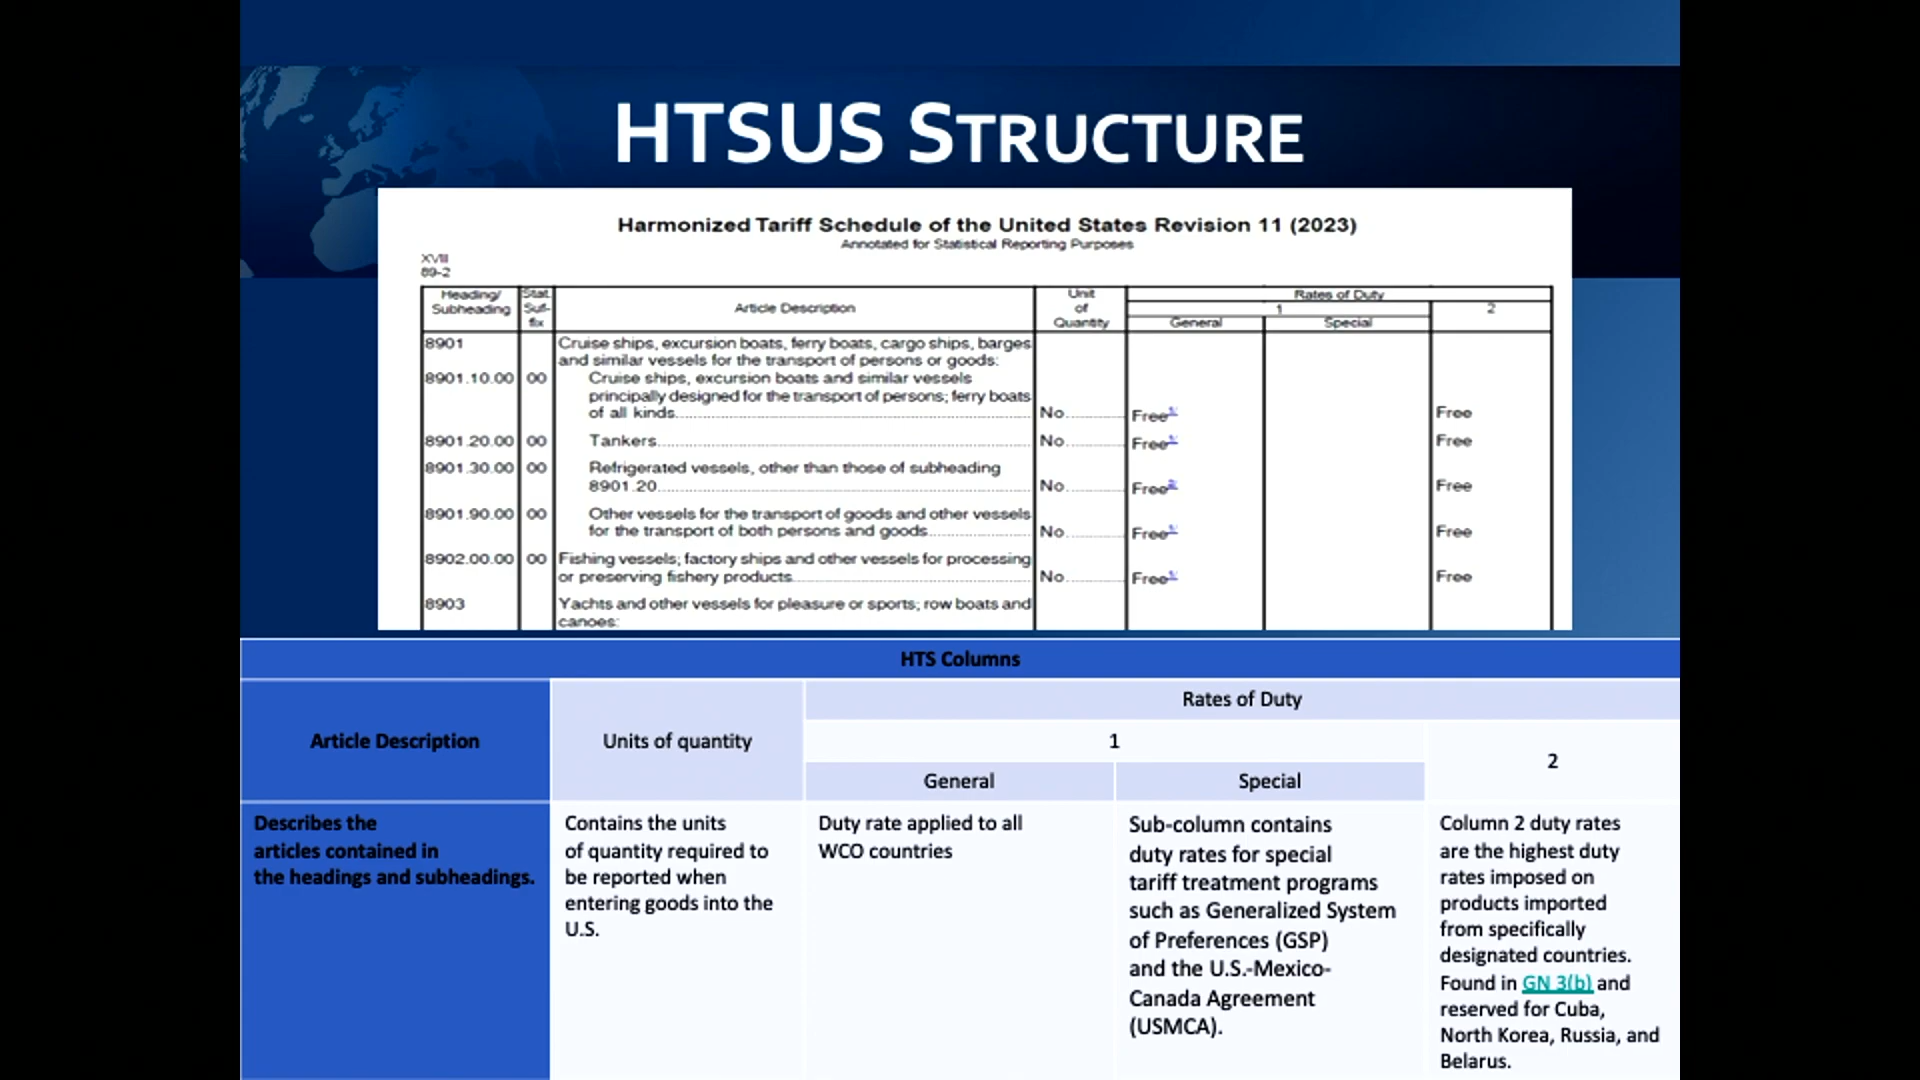 HTSUS STRUCTURE
Harmonized Tariff Schedule of the United States Revision 11 (2023)
Annotated for Statistical Reporting Purposes
XVIII
89-2
Heading/
Subheading
Stat.
Suf-
fix
Article Description
Unit
of
Quantity
Rates of Duty
1
2
General
Special
8901
Cruise ships, excursion boats, ferry boats, cargo ships, barges
and similar vessels for the transport of persons or goods:
8901.10.00 00 Cruise ships, excursion boats and similar vessels
principally designed for the transport of persons; ferry boats
of all kinds No. Free 1/ Free
8901.20.00 00 Tankers No. Free 1/ Free
8901.30.00 00 Refrigerated vessels, other than those of subheading
8901.20 No. Free Free
8901.90.00 00 Other vessels for the transport of goods and other vessels
for the transport of both persons and goods No. Free 1/ Free
8902.00.00 00 Fishing vessels; factory ships and other vessels for processing
or preserving fishery products No. Free 1/ Free
8903 Yachts and other vessels for pleasure or sports; row boats and
canoes:
HTS Columns
Article Description
Units of quantity
Rates of Duty
1
2
General
Special
Describes the
articles contained in
the headings and subheadings.
Contains the units
of quantity required to
be reported when
entering goods into the
U.S.
Duty rate applied to all
WCO countries
Sub-column contains
duty rates for special
tariff treatment programs
such as Generalized System
of Preferences (GSP)
and the U.S.-Mexico-
Canada Agreement
(USMCA).
Column 2 duty rates
are the highest duty
rates imposed on
products imported
from specifically
designated countries.
Found in GN 3(b) and
reserved for Cuba,
North Korea, Russia, and
Belarus.